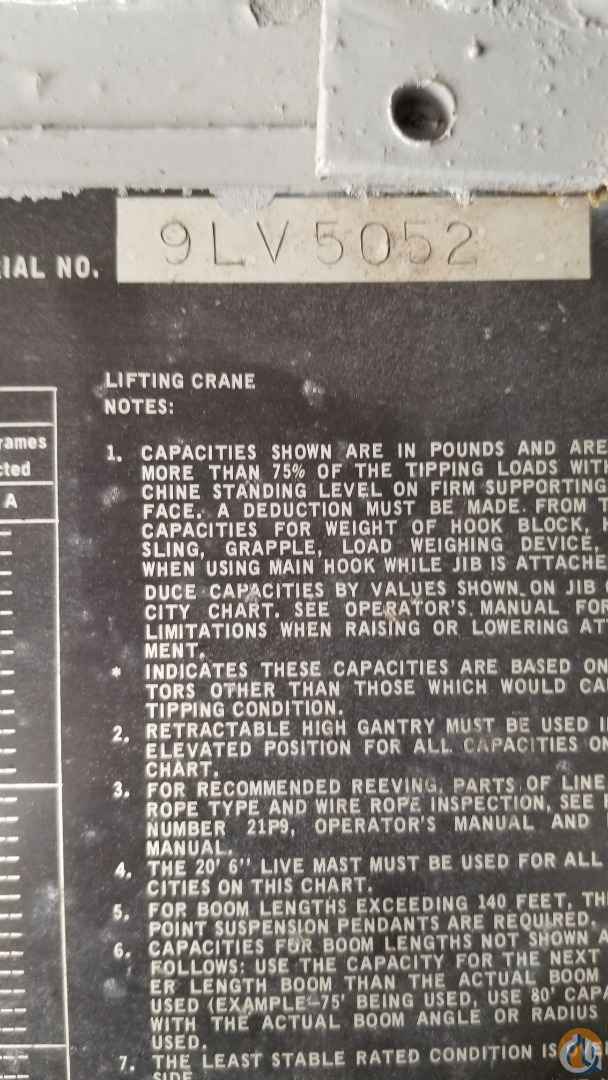 SERIAL NO. 9LV5052
LIFTING CRANE
NOTES:
rames
cted
A
1. CAPACITIES SHOWN ARE IN POUNDS AND ARE
MORE THAN 75% OF THE TIPPING LOADS WIT
CHINE STANDING LEVEL ON FIRM SUPPORTING
FACE. A DEDUCTION MUST BE MADE FROM T
CAPACITIES FOR WEIGHT OF HOOK BLOCK,
SLING, GRAPPLE, LOAD WEIGHING DEVICE,
WHEN USING MAIN HOOK WHILE JIB IS ATTACHE
DUCE CAPACITIES BY VALUES SHOWN ON JIB
CITY CHART. SEE OPERATOR'S MANUAL FOR
LIMITATIONS WHEN RAISING OR LOWERING AT
MENT.
* INDICATES THESE CAPACITIES ARE BASED ON
TORS OTHER THAN THOSE WHICH WOULD CA
TIPPING CONDITION.
2. RETRACTABLE HIGH GANTRY MUST BE USED I
ELEVATED POSITION FOR ALL CAPACITIES ON
CHART.
3. FOR RECOMMENDED REEVING, PARTS OF LINE
ROPE TYPE AND WIRE ROPE INSPECTION, SEE
NUMBER 21P9, OPERATOR'S MANUAL AND
MANUAL.
4. THE 20' 6" LIVE MAST MUST BE USED FOR ALL
CITIES ON THIS CHART.
5. FOR BOOM LENGTHS EXCEEDING 140 FEET, TH
POINT SUSPENSION PENDANTS ARE REQUIRED.
6. CAPACITIES FOR BOOM LENGTHS NOT SHOWN A
FOLLOWS: USE THE CAPACITY FOR THE NEXT
ER LENGTH BOOM THAN THE ACTUAL BOOM
USED (EXAMPLE-75' BEING USED, USE 80' CAPA
WITH THE ACTUAL BOOM ANGLE OR RADIUS
USED.
7. THE LEAST STABLE RATED CONDITION IS OVE
SIDE.